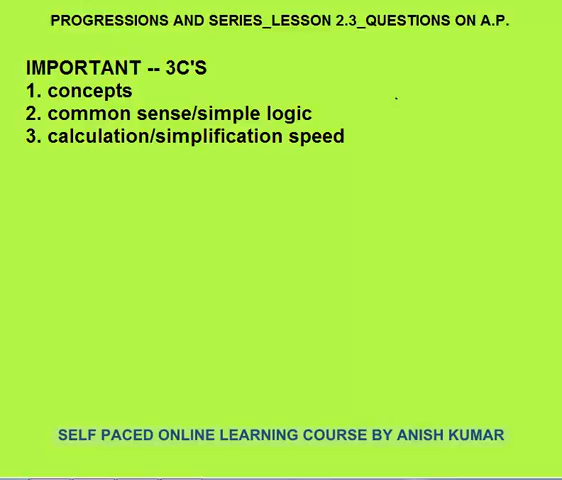 PROGRESSIONS AND SERIES_LESSON 2.3_QUESTIONS ON A.P.
IMPORTANT -- 3C'S
1. concepts
2. common sense/simple logic
3. calculation/simplification speed
SELF PACED ONLINE LEARNING COURSE BY ANISH KUMAR